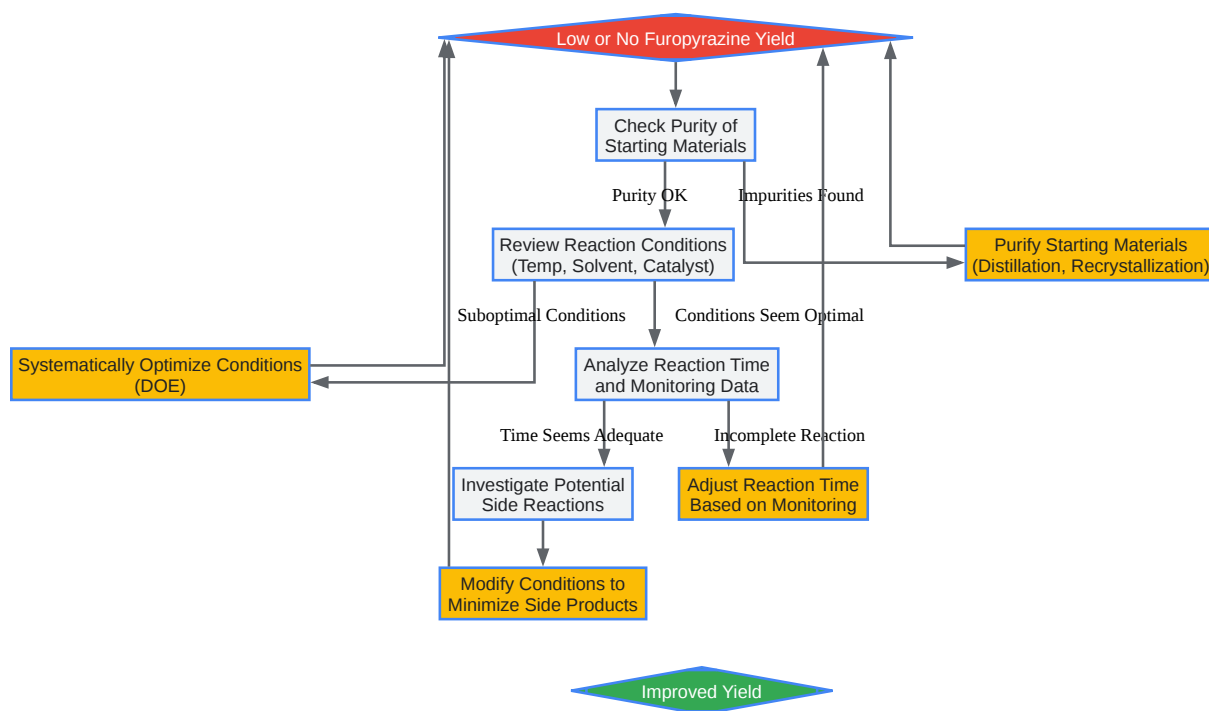 Low or No Furopyrazine Yield
Check Purity of
Starting Materials
Purity OK
Impurities Found
Review Reaction Conditions
(Temp, Solvent, Catalyst)
Purify Starting Materials
(Distillation, Recrystallization)
Suboptimal Conditions
Conditions Seem Optimal
Systematically Optimize Conditions
(DOE)
Analyze Reaction Time
and Monitoring Data
Time Seems Adequate
Incomplete Reaction
Investigate Potential
Side Reactions
Adjust Reaction Time
Based on Monitoring
Modify Conditions to
Minimize Side Products
Improved Yield